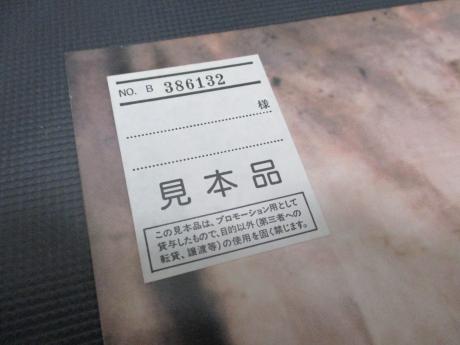 NO. B 386132
様
見本品
この見本品は、プロモーション用として
貸与したもので、目的以外(第三者への
転貸、譲渡等)の使用を固く禁じます。